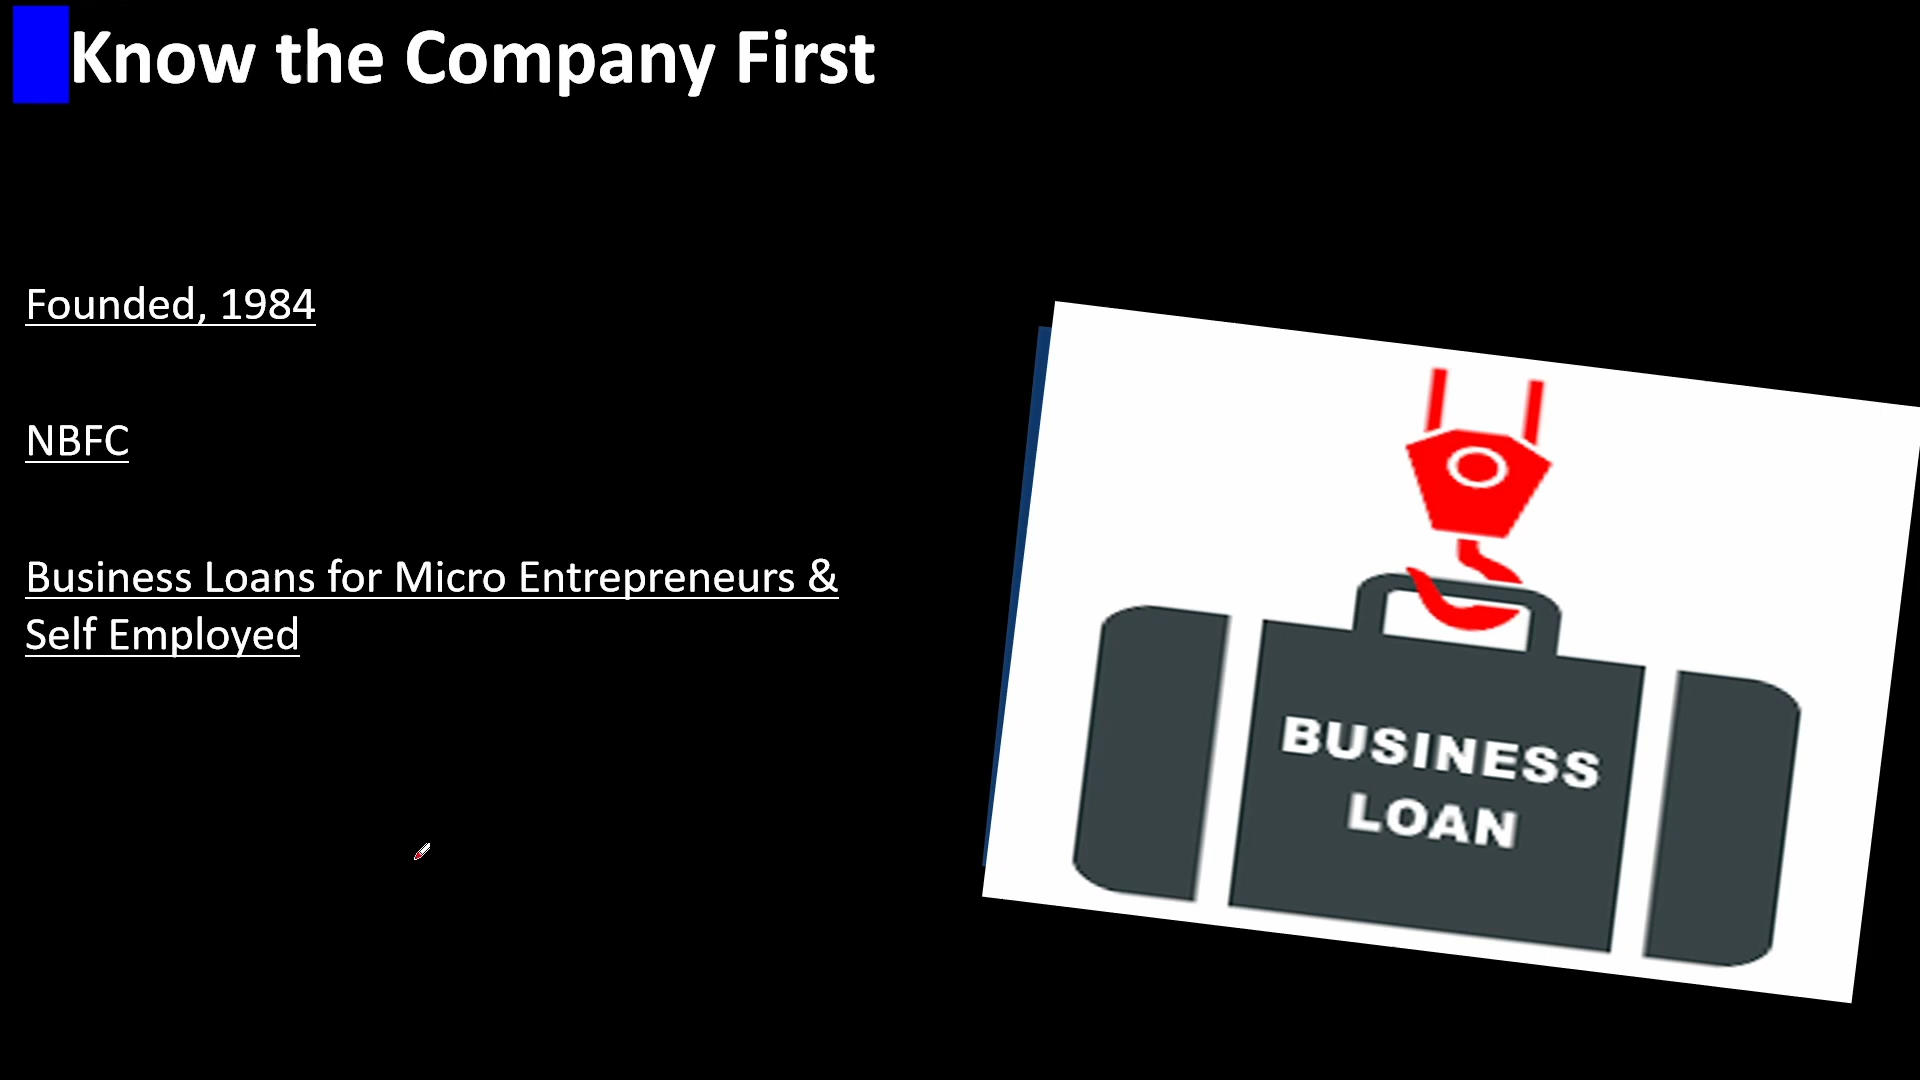 Know the Company First
Founded, 1984
NBFC
Business Loans for Micro Entrepreneurs &
Self Employed
BUSINESS
LOAN